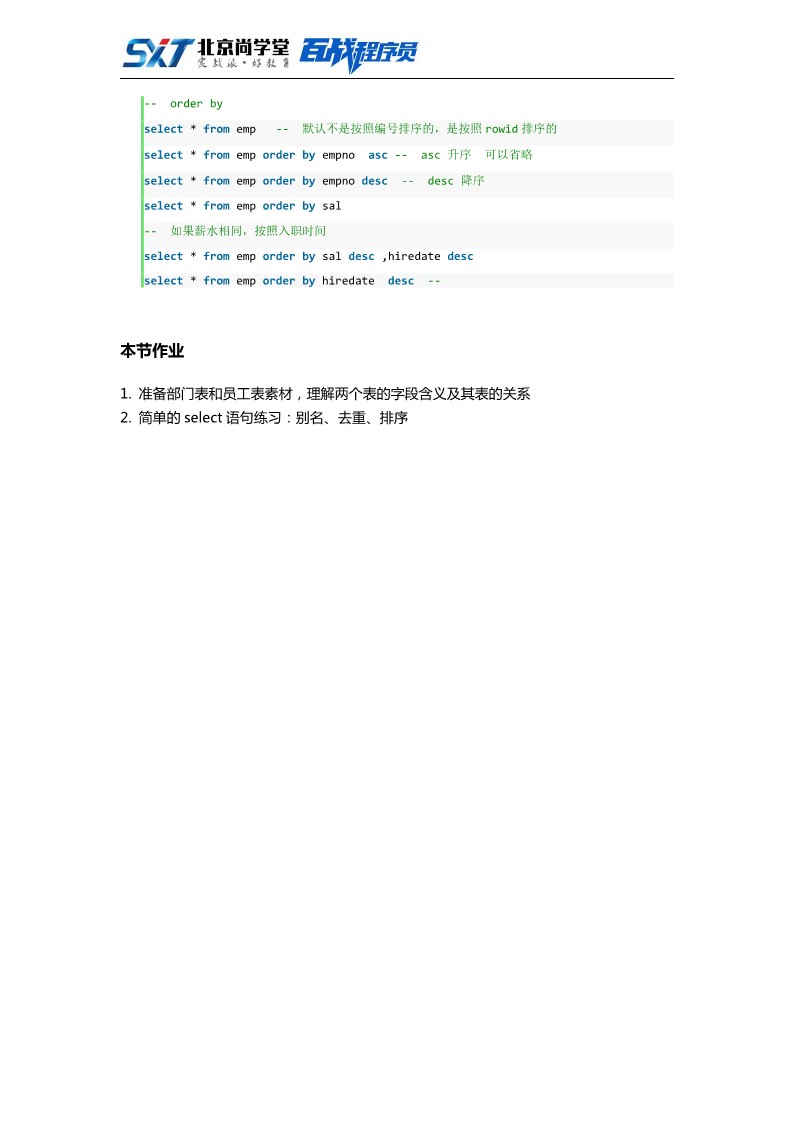 SXT 北京尚学堂 实战派·好教育 百战程序员
-- order by
select * from emp -- 默认不是按照编号排序的，是按照 rowid 排序的
select * from emp order by empno asc -- asc 升序 可以省略
select * from emp order by empno desc -- desc 降序
select * from emp order by sal
-- 如果薪水相同，按照入职时间
select * from emp order by sal desc ,hiredate desc
select * from emp order by hiredate desc --
本节作业
1. 准备部门表和员工表素材，理解两个表的字段含义及其表的关系
2. 简单的 select 语句练习：别名、去重、排序